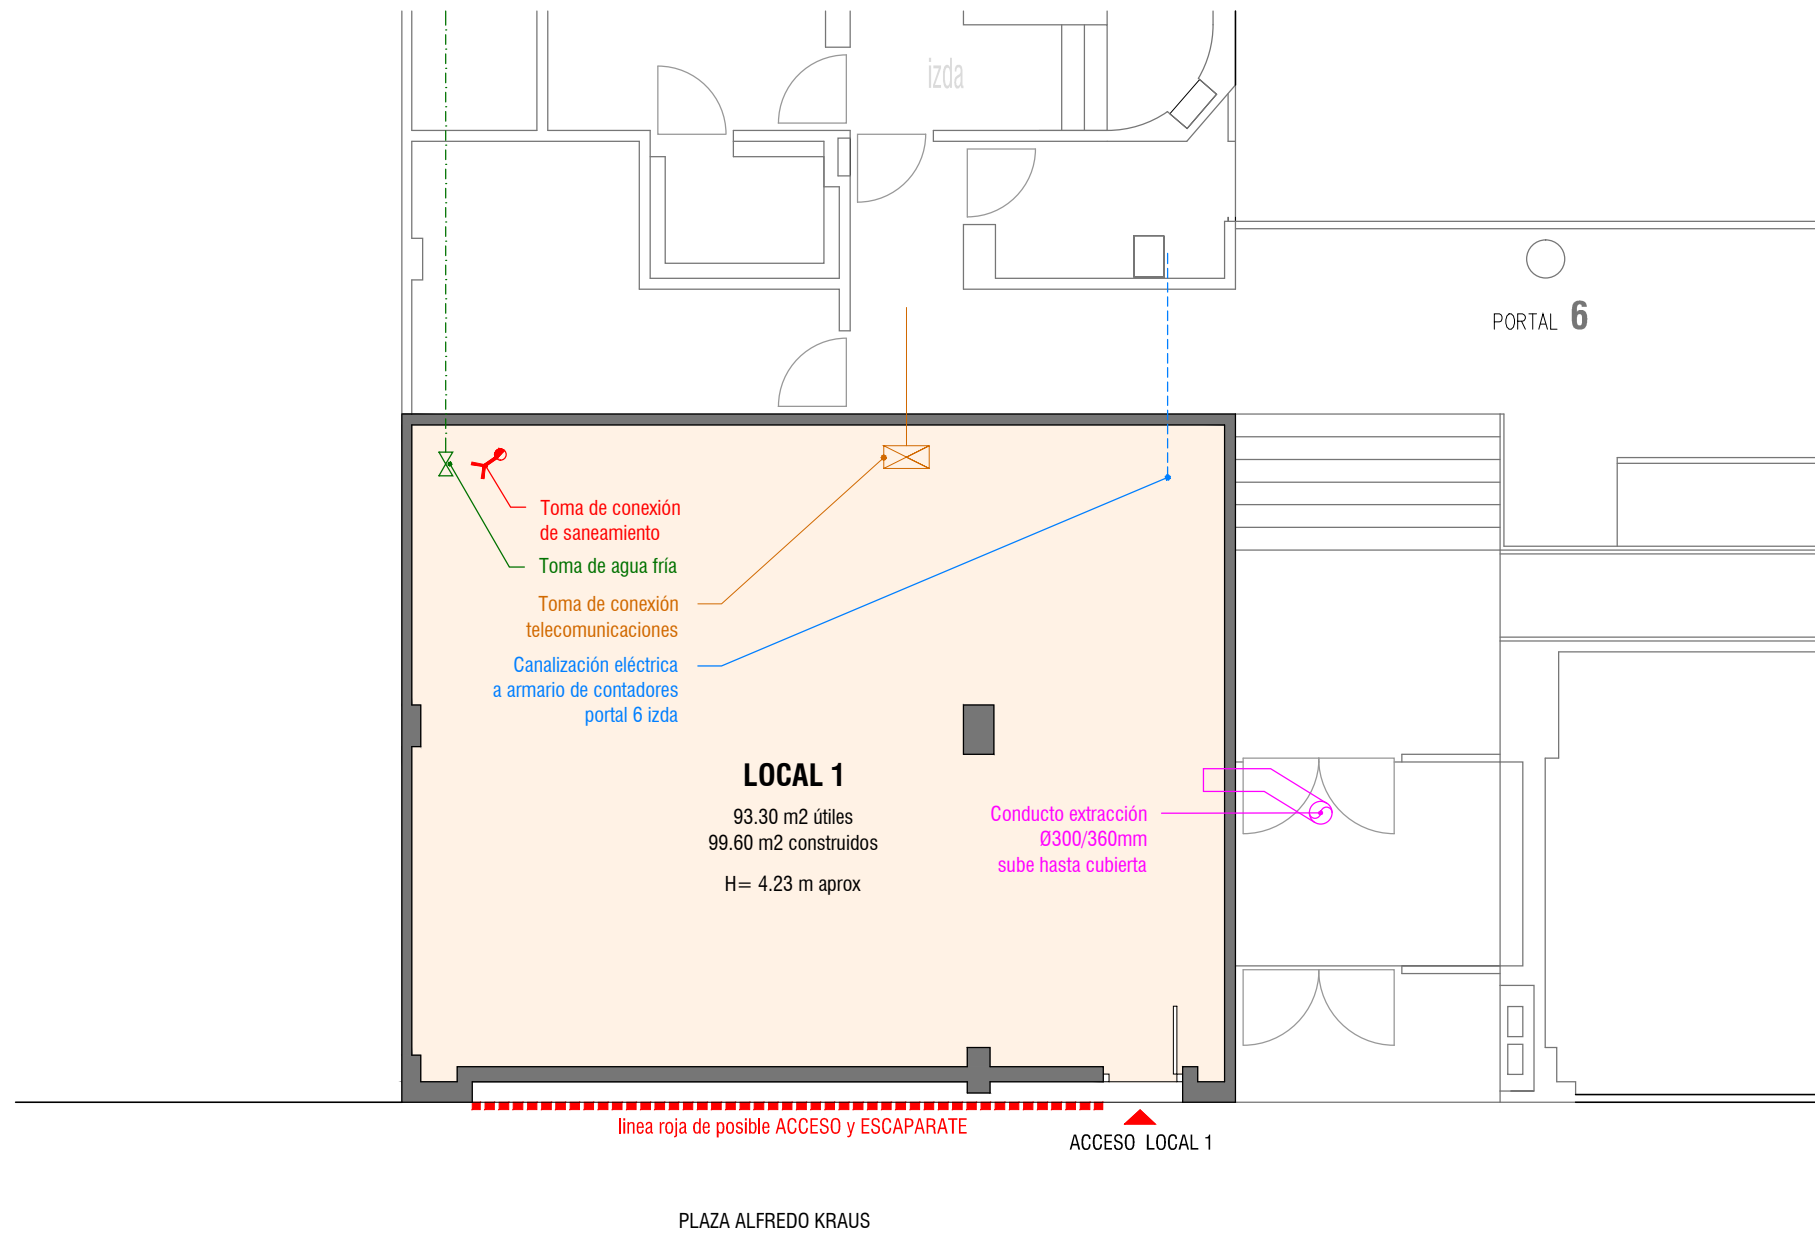 izda
PORTAL 6
Toma de conexión
de saneamiento
Toma de agua fría
Toma de conexión
telecomunicaciones
Canalización eléctrica
a armario de contadores
portal 6 izda
LOCAL 1
93.30 m2 útiles
99.60 m2 construidos
H= 4.23 m aprox
Conducto extracción
Ø300/360mm
sube hasta cubierta
linea roja de posible ACCESO y ESCAPARATE
ACCESO LOCAL 1
PLAZA ALFREDO KRAUS